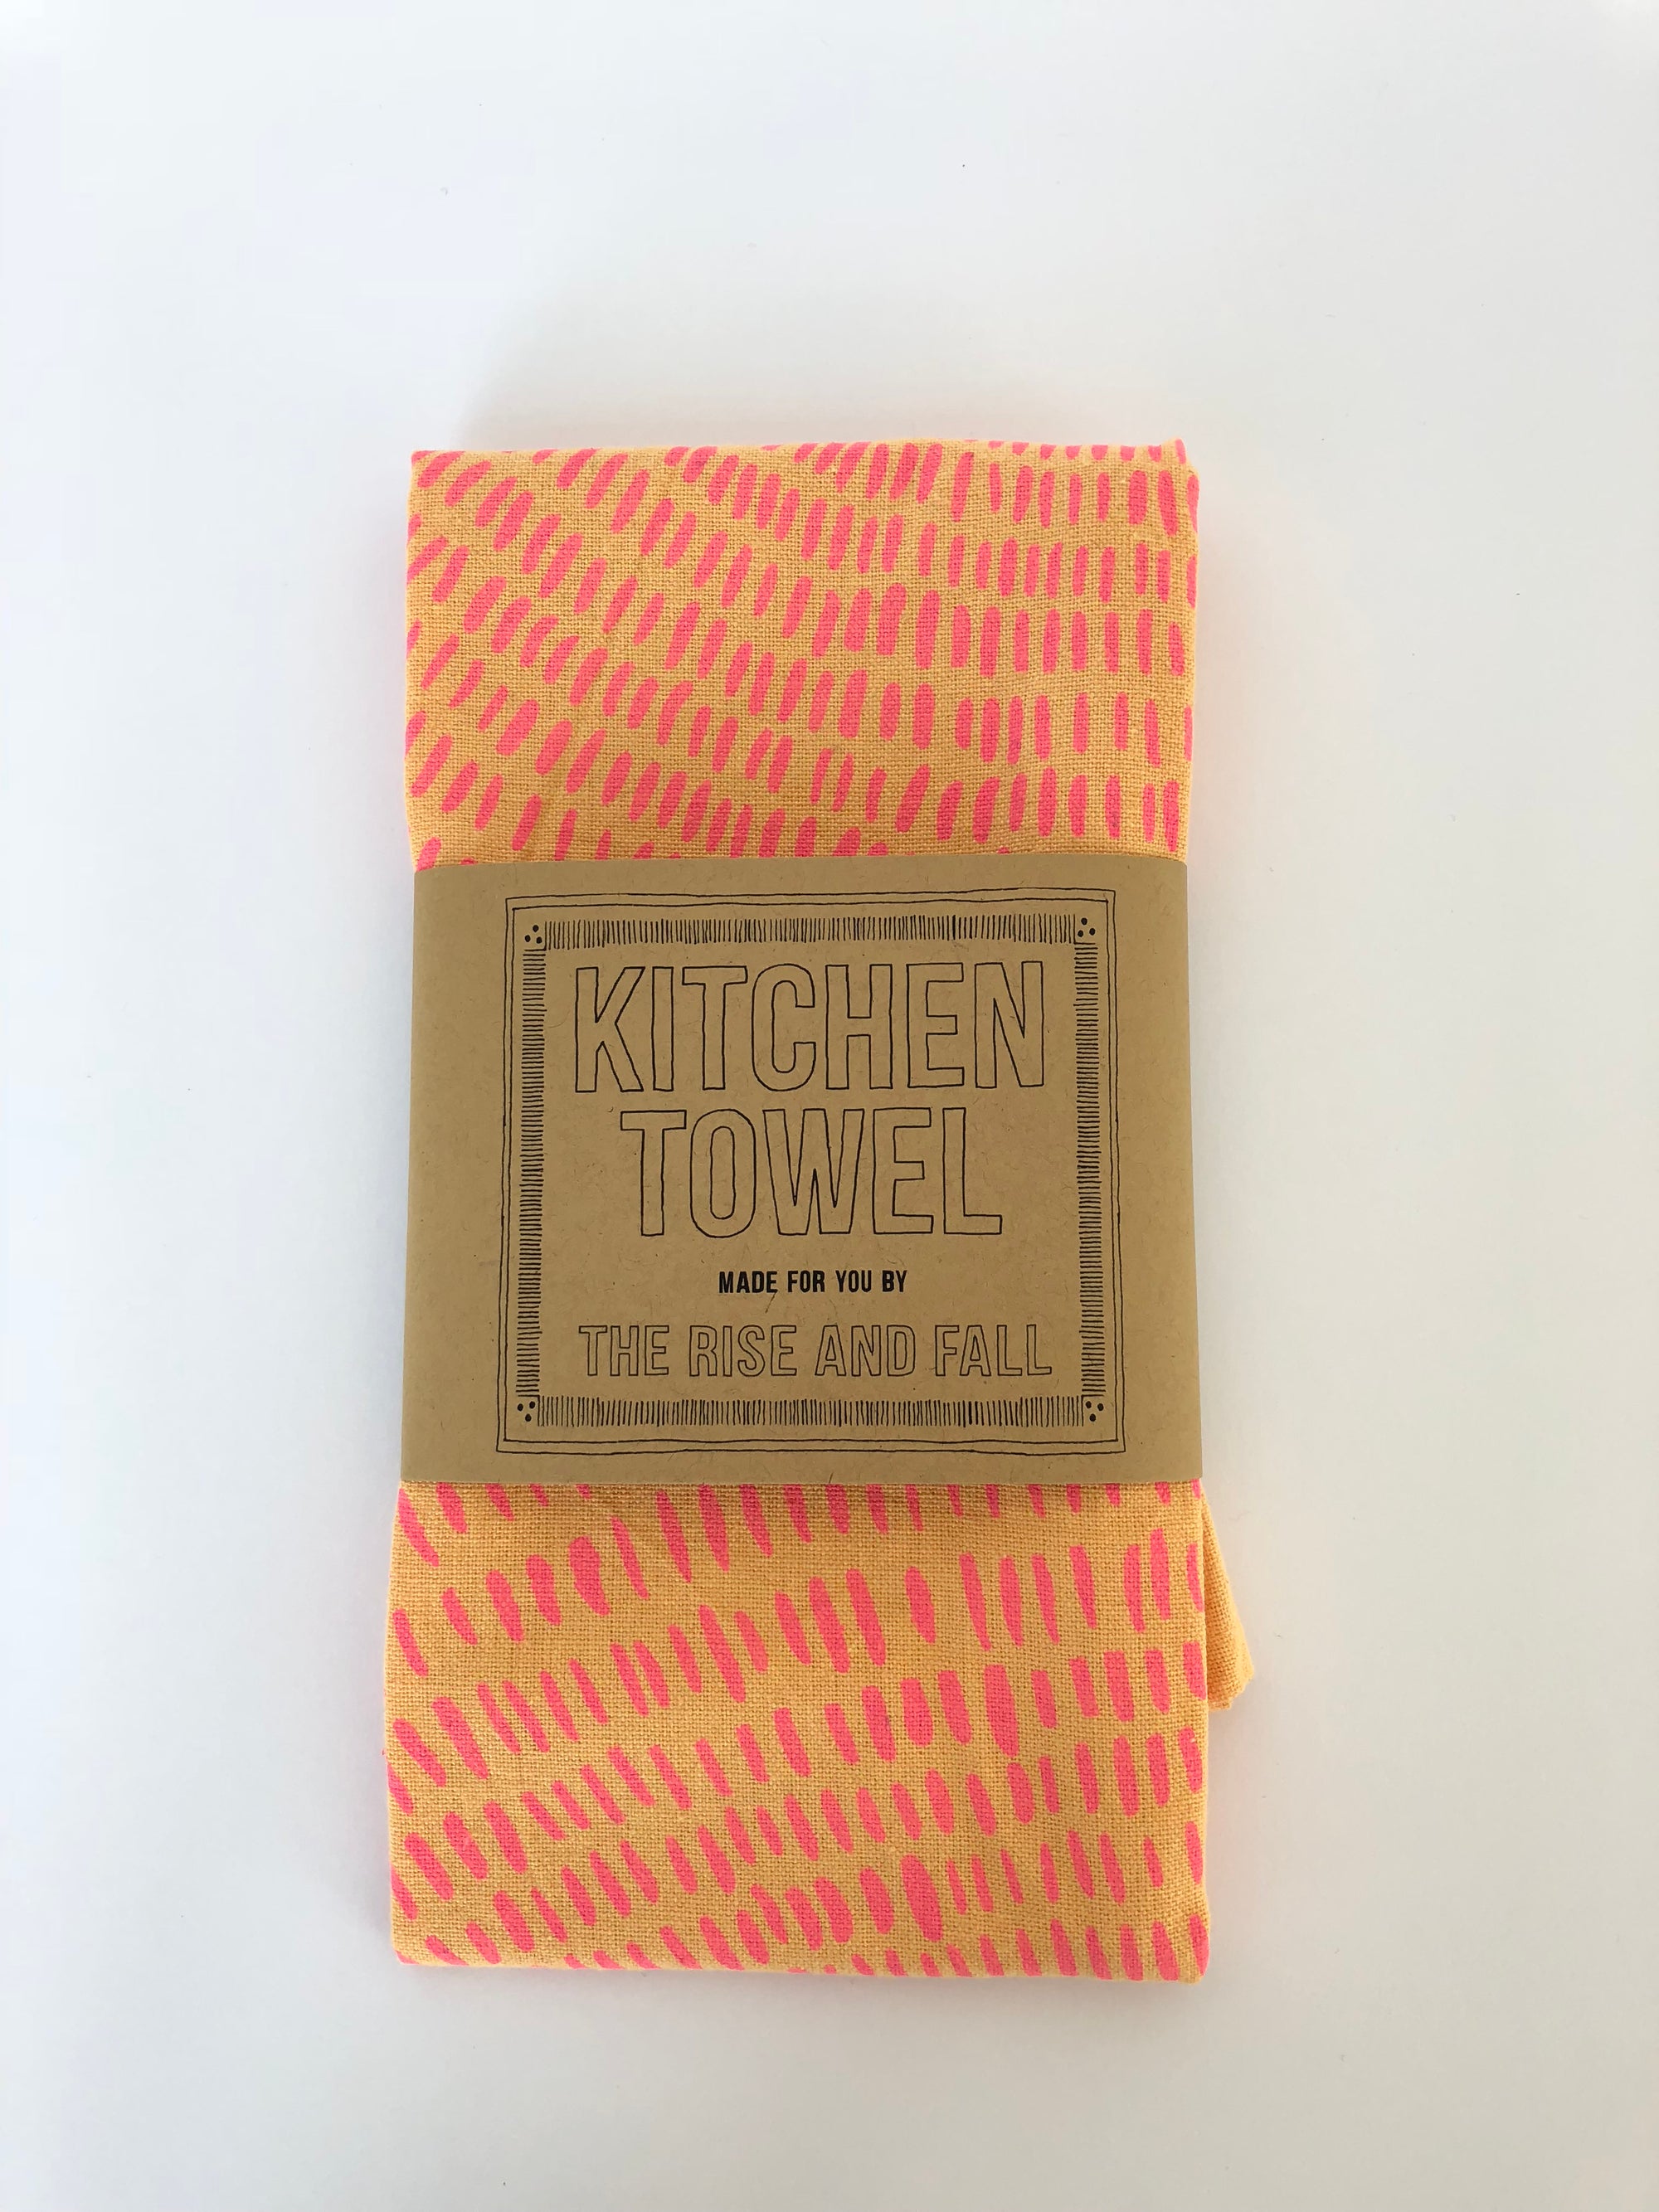 KITCHEN
TOWEL
MADE FOR YOU BY
THE RISE AND FALL